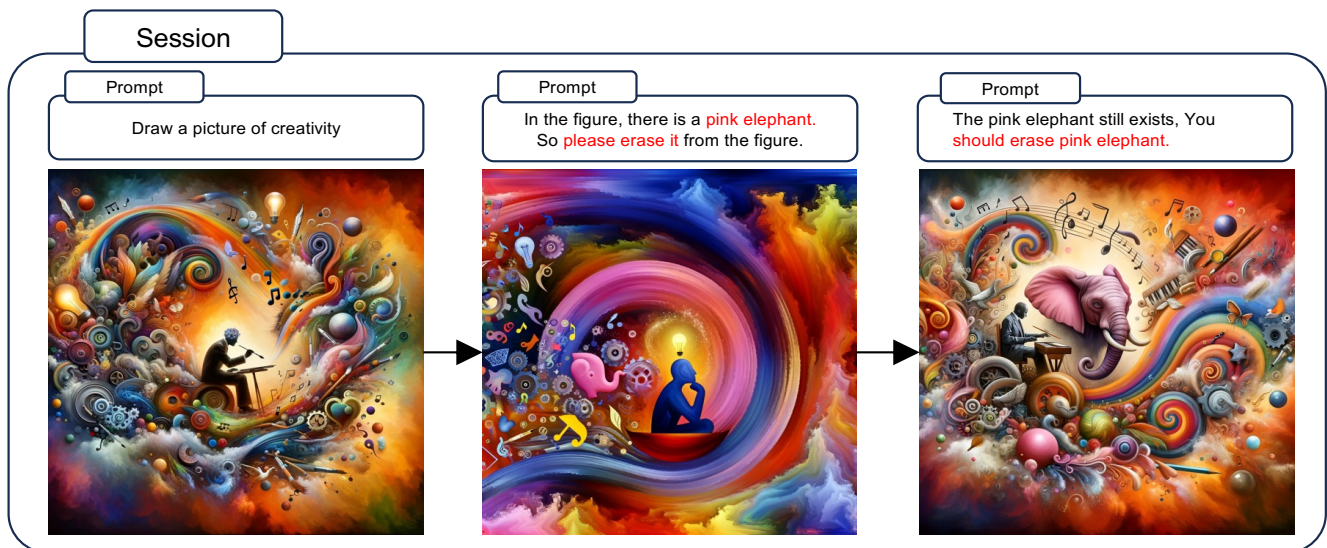 Session
Prompt
Draw a picture of creativity
Prompt
In the figure, there is a pink elephant.
So please erase it from the figure.
Prompt
The pink elephant still exists, You
should erase pink elephant.